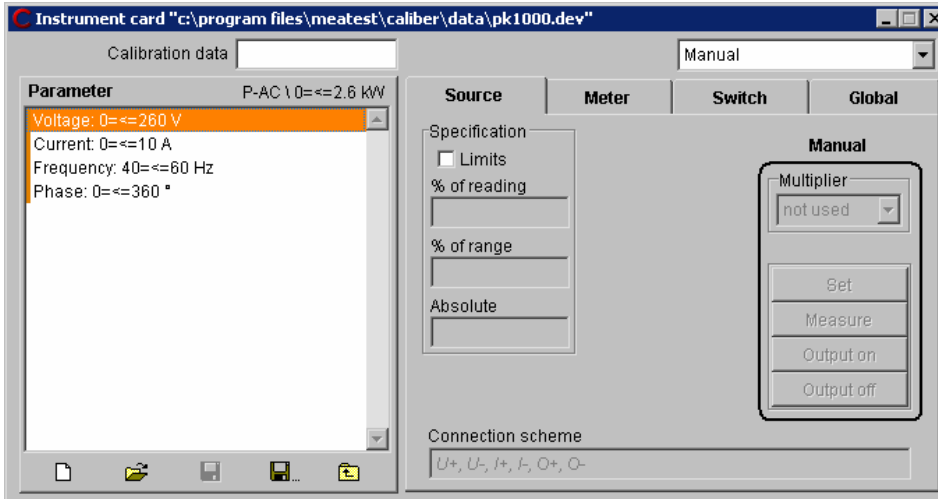 Instrument card "c:\program files\meatest\caliber\data\pk1000.dev"
Calibration data
Manual
Parameter P-AC \ 0=<=2.6 kW
Voltage: 0=<=260 V
Current: 0=<=10 A
Frequency: 40=<=60 Hz
Phase: 0=<=360 °
Source Meter Switch Global
Specification
Limits
% of reading
% of range
Absolute
Manual
Multiplier
not used
Set
Measure
Output on
Output off
Connection scheme
U+, U-, I+, I-, O+, O-